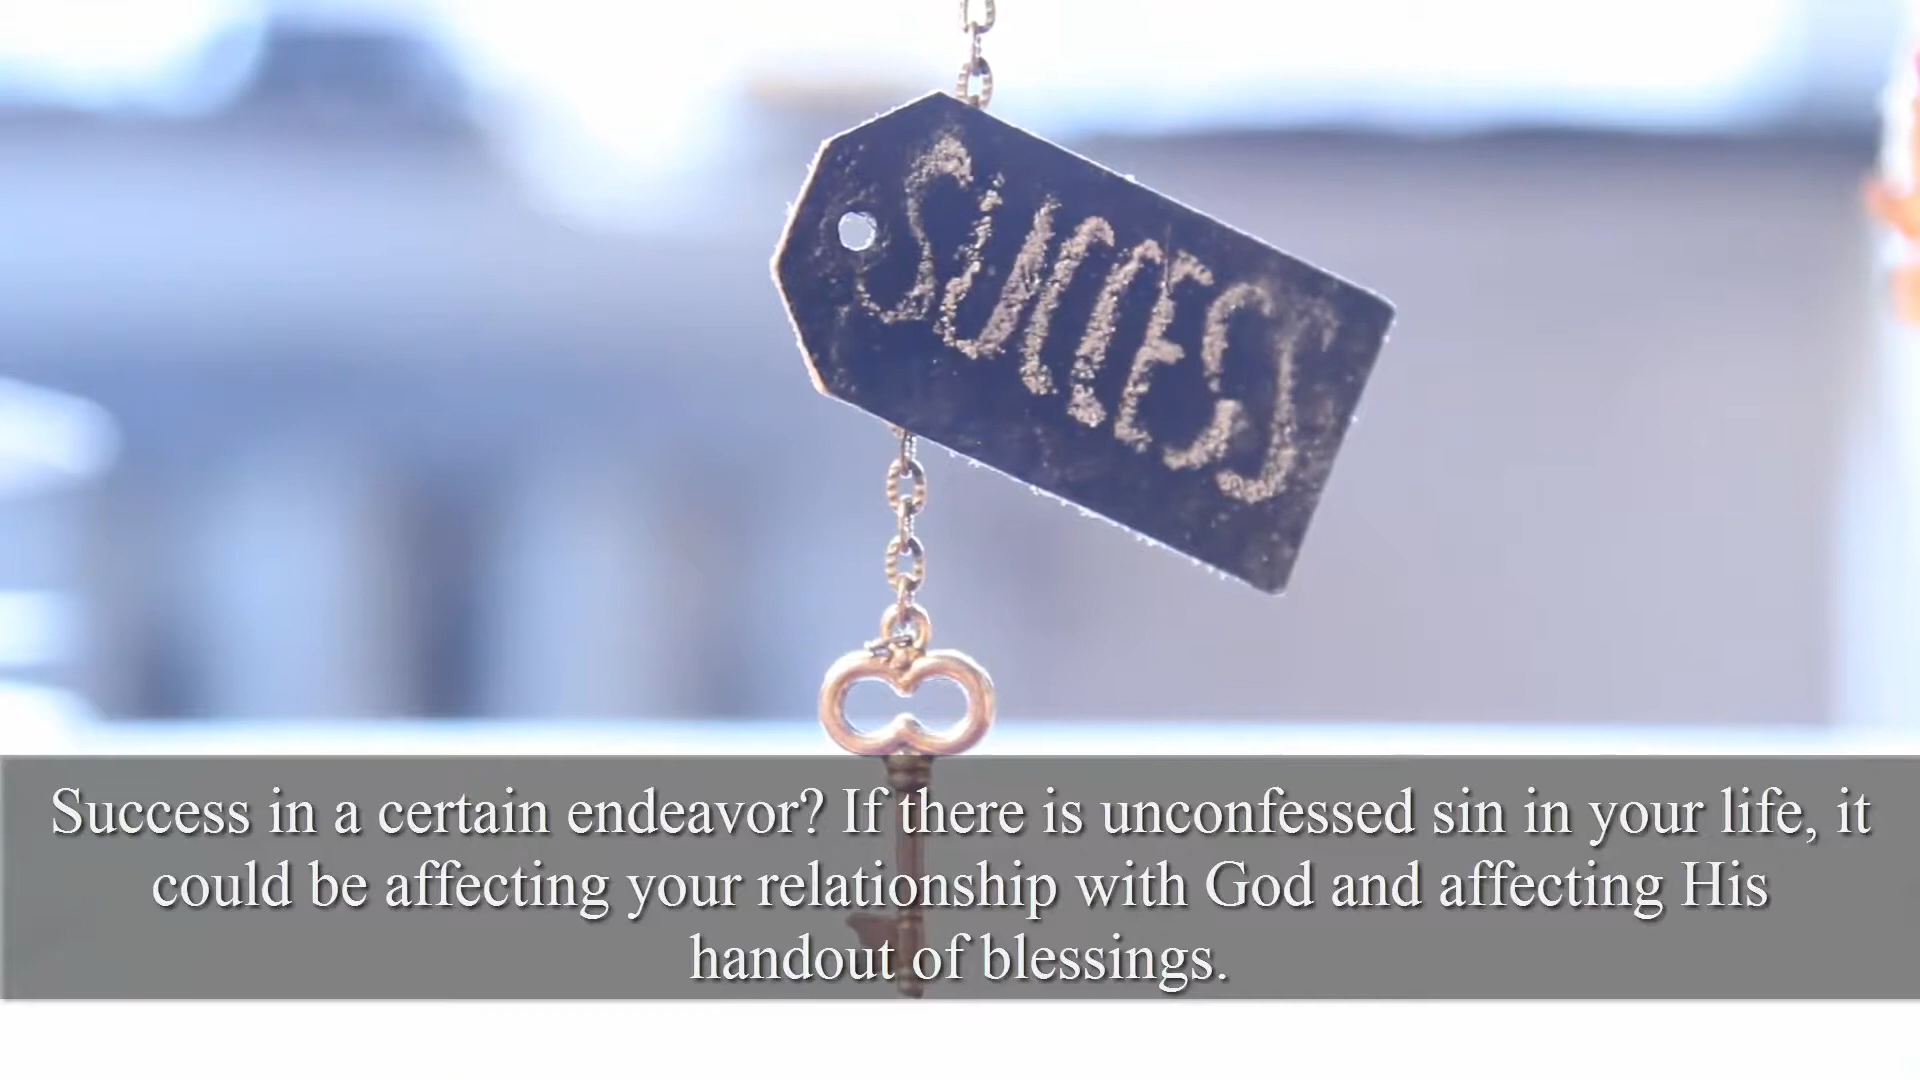 SUCCESS
Success in a certain endeavor? If there is unconfessed sin in your life, it
could be affecting your relationship with God and affecting His
handout of blessings.